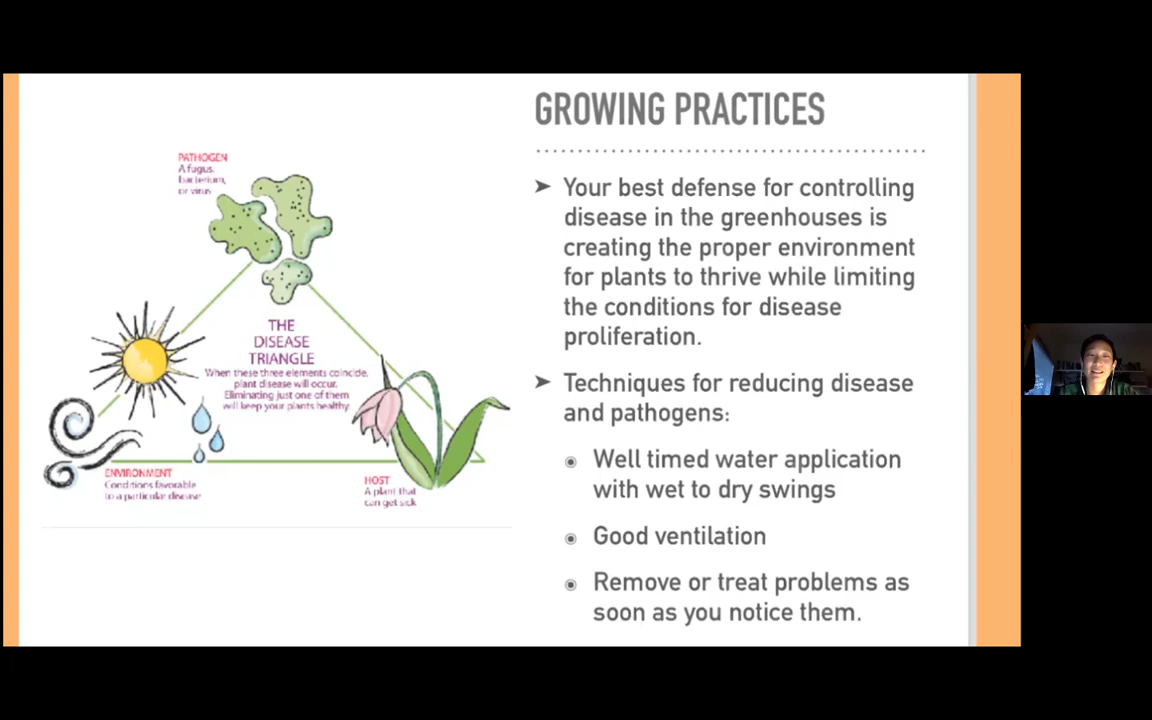 GROWING PRACTICES
PATHOGEN
A fugus,
bacterium,
or virus
THE
DISEASE
TRIANGLE
When these three elements coincide,
plant disease will occur.
Eliminating just one of them
will keep your plants healthy.
ENVIRONMENT
Conditions favorable
to a particular disease
HOST
A plant that
can get sick
➤ Your best defense for controlling
disease in the greenhouses is
creating the proper environment
for plants to thrive while limiting
the conditions for disease
proliferation.
➤ Techniques for reducing disease
and pathogens:
◉ Well timed water application
with wet to dry swings
◉ Good ventilation
◉ Remove or treat problems as
soon as you notice them.